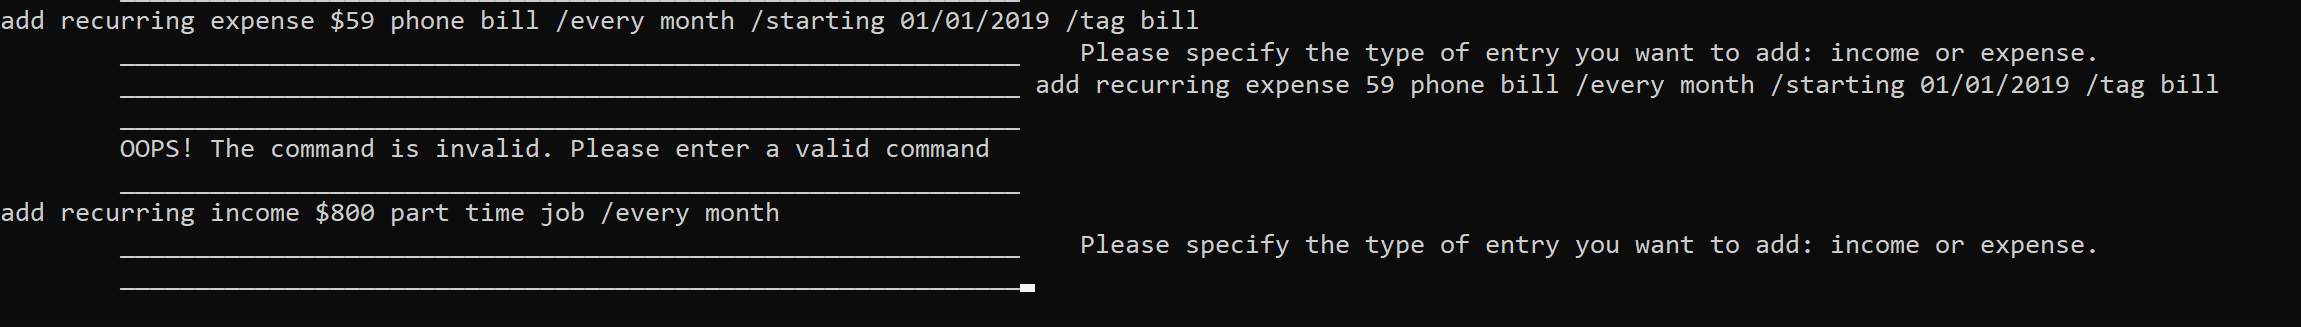 add recurring expense $59 phone bill /every month /starting 01/01/2019 /tag bill
____________________________________________________________ Please specify the type of entry you want to add: income or expense.
____________________________________________________________ add recurring expense 59 phone bill /every month /starting 01/01/2019 /tag bill
____________________________________________________________
OOPS! The command is invalid. Please enter a valid command
____________________________________________________________
add recurring income $800 part time job /every month
____________________________________________________________ Please specify the type of entry you want to add: income or expense.
____________________________________________________________